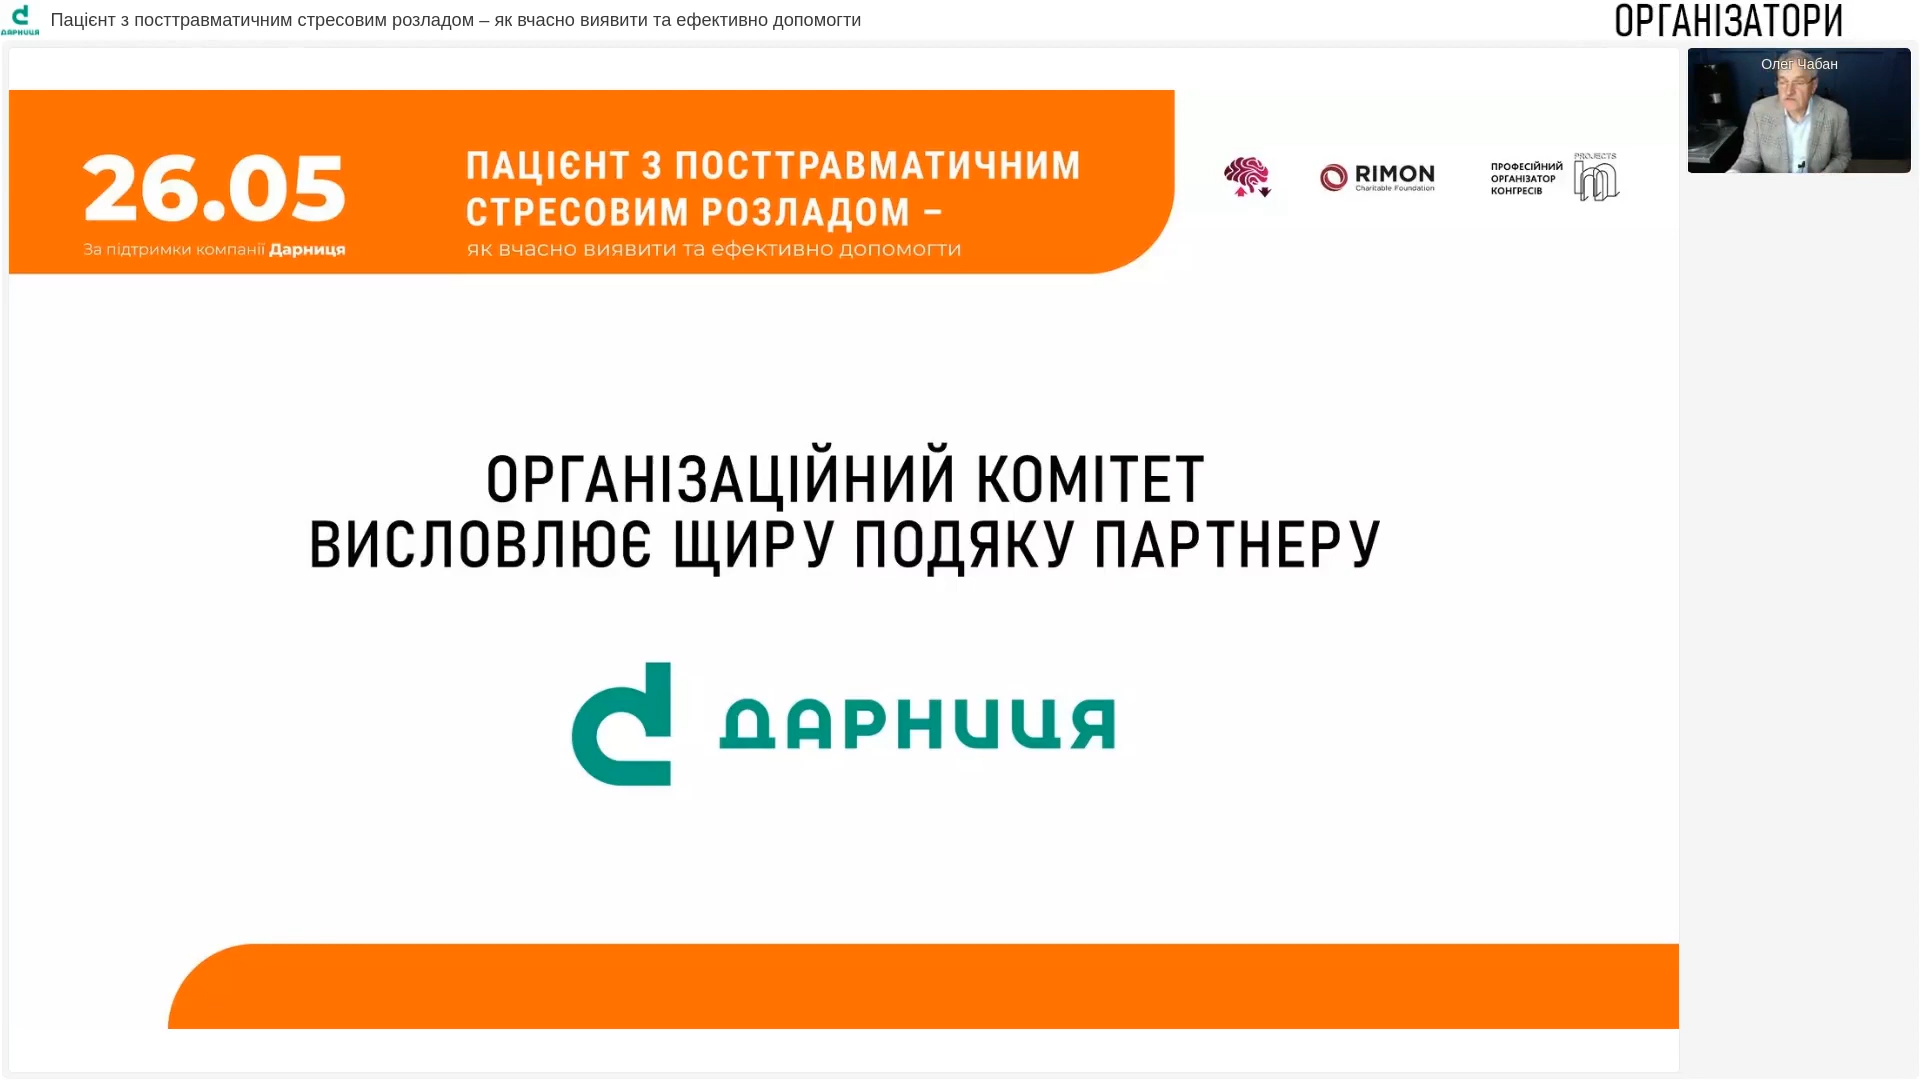 ДАРНИЦЯ
Пацієнт з посттравматичним стресовим розладом – як вчасно виявити та ефективно допомогти
ОРГАНІЗАТОРИ
Олег Чабан
26.05
За підтримки компанії Дарниця
ПАЦІЄНТ З ПОСТТРАВМАТИЧНИМ
СТРЕСОВИМ РОЗЛАДОМ –
як вчасно виявити та ефективно допомогти
RIMON
Charitable Foundation
ПРОФЕСІЙНИЙ
ОРГАНІЗАТОР
КОНГРЕСІВ
PROJECTS
ОРГАНІЗАЦІЙНИЙ КОМІТЕТ
ВИСЛОВЛЮЄ ЩИРУ ПОДЯКУ ПАРТНЕРУ
ДАРНИЦЯ